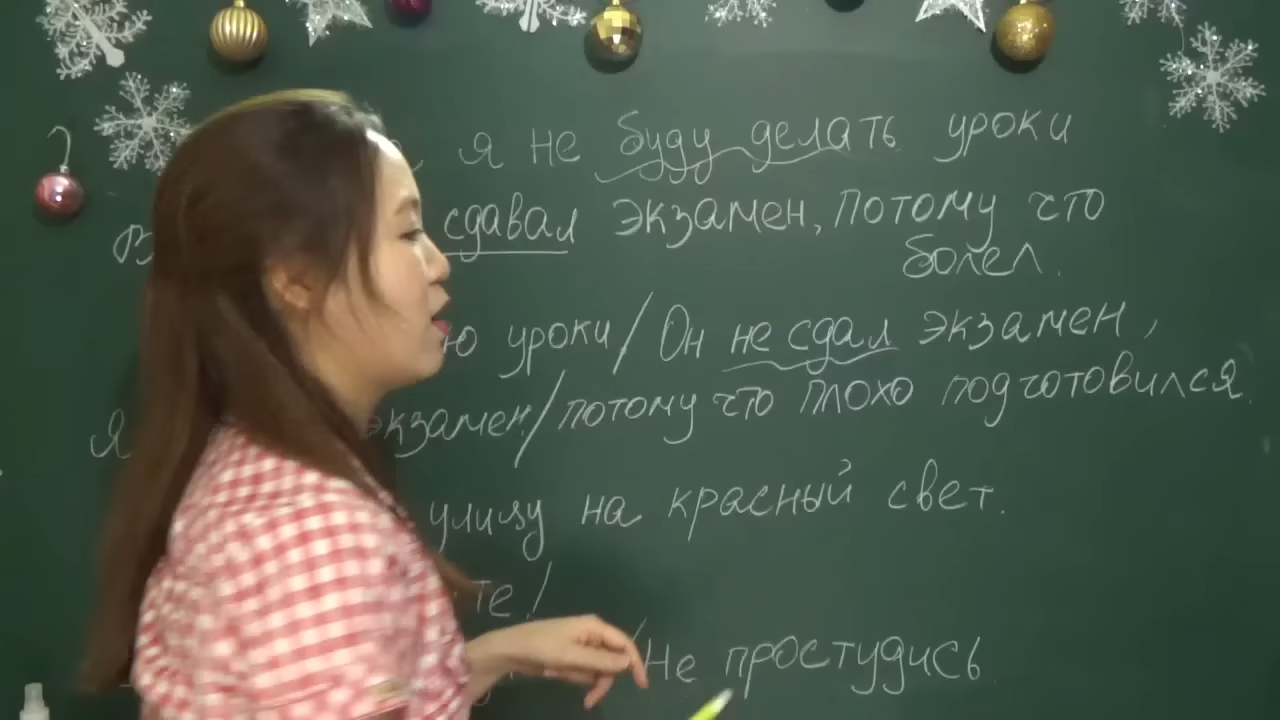 я не буду делать уроки
В сдавал экзамен, потому что
болел.
ю уроки/Он не сдал экзамен,
Я экзамен/потому что плохо подготовился.
улицу на красный свет.
те!
/Не простудись